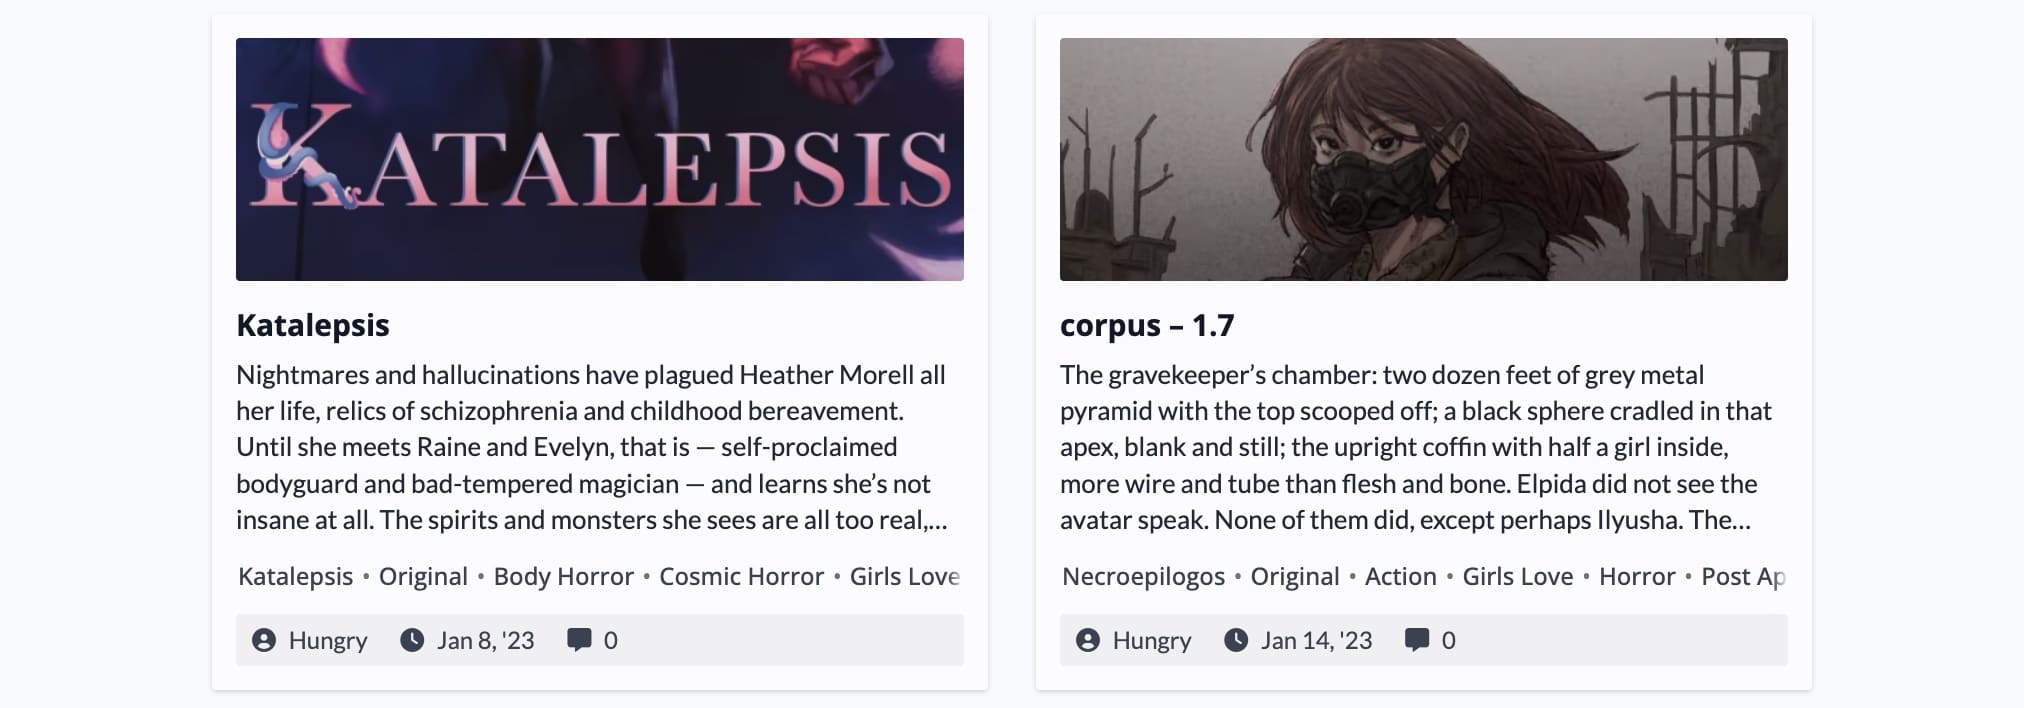 KATALEPSIS
Katalepsis
Nightmares and hallucinations have plagued Heather Morell all
her life, relics of schizophrenia and childhood bereavement.
Until she meets Raine and Evelyn, that is — self-proclaimed
bodyguard and bad-tempered magician — and learns she’s not
insane at all. The spirits and monsters she sees are all too real,...
Katalepsis • Original • Body Horror • Cosmic Horror • Girls Love
Hungry Jan 8, '23 0
corpus – 1.7
The gravekeeper’s chamber: two dozen feet of grey metal
pyramid with the top scooped off; a black sphere cradled in that
apex, blank and still; the upright coffin with half a girl inside,
more wire and tube than flesh and bone. Elpida did not see the
avatar speak. None of them did, except perhaps Ilyusha. The...
Necroepilogos • Original • Action • Girls Love • Horror • Post Ap
Hungry Jan 14, '23 0